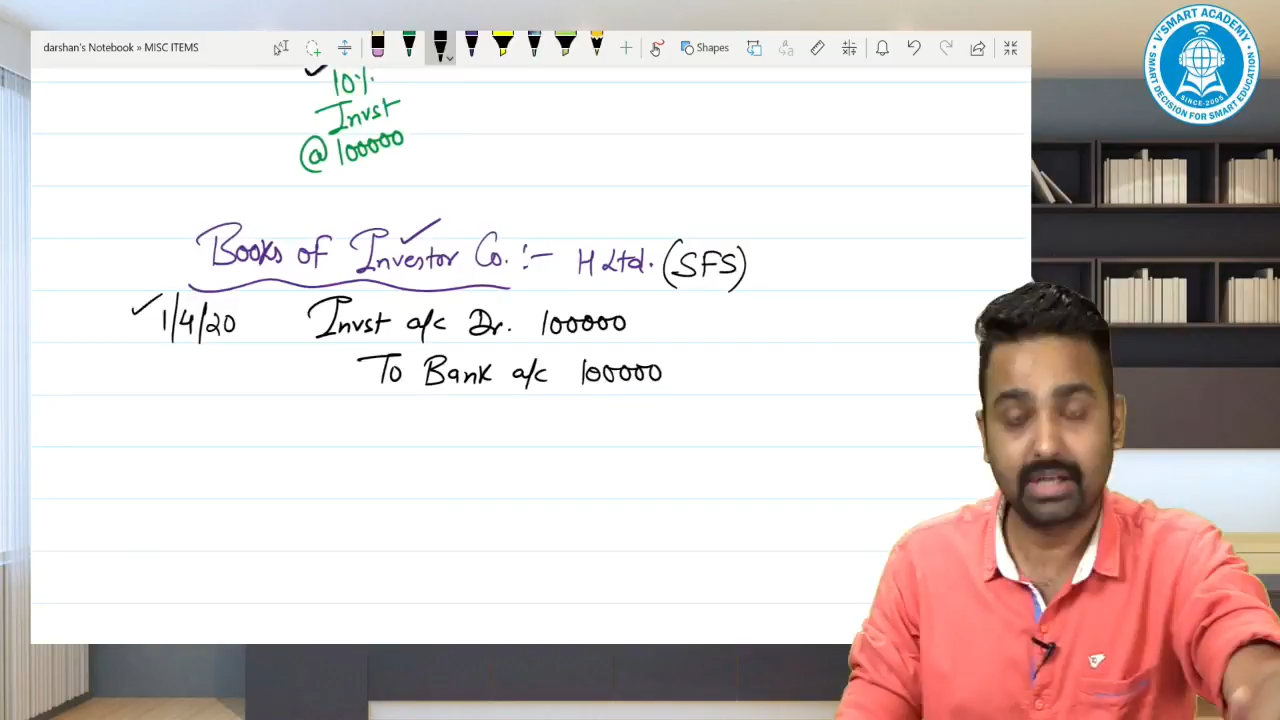 darshan's Notebook » MISC ITEMS
Shapes
V'SMART ACADEMY
SINCE-2005
SMART DECISION FOR SMART EDUCATION
10%
Invst
@ 100000
Books of Investor Co. :- H Ltd. (SFS)
1/4/20 Invst a/c Dr. 100000
To Bank a/c 100000